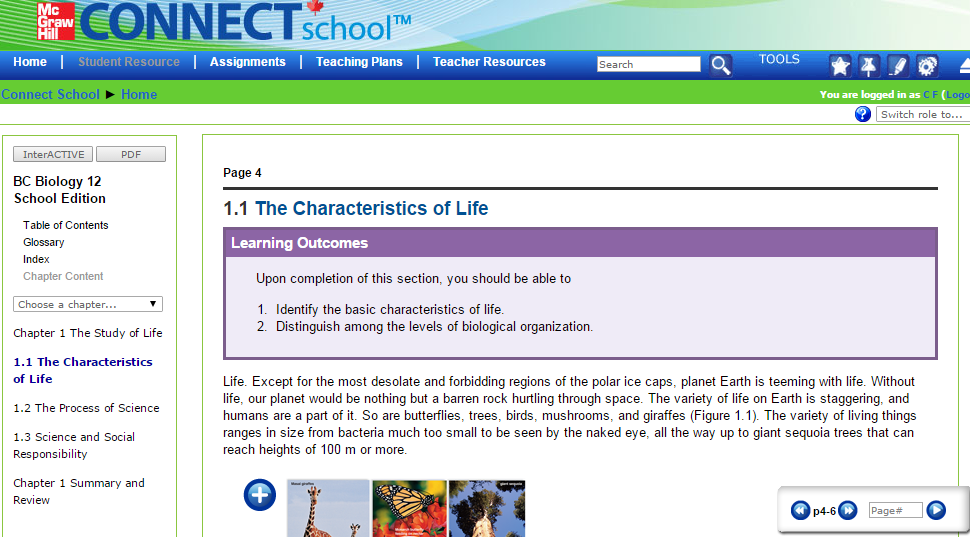 Mc Graw Hill CONNECT school™
Home | Student Resource | Assignments | Teaching Plans | Teacher Resources Search TOOLS
Connect School ► Home You are logged in as C F (Logo
? Switch role to...
InterACTIVE PDF
BC Biology 12
School Edition
Table of Contents
Glossary
Index
Chapter Content
Choose a chapter...
Chapter 1 The Study of Life
1.1 The Characteristics
of Life
1.2 The Process of Science
1.3 Science and Social
Responsibility
Chapter 1 Summary and
Review
Page 4
1.1 The Characteristics of Life
Learning Outcomes
Upon completion of this section, you should be able to
1. Identify the basic characteristics of life.
2. Distinguish among the levels of biological organization.
Life. Except for the most desolate and forbidding regions of the polar ice caps, planet Earth is teeming with life. Without
life, our planet would be nothing but a barren rock hurtling through space. The variety of life on Earth is staggering, and
humans are a part of it. So are butterflies, trees, birds, mushrooms, and giraffes (Figure 1.1). The variety of living things
ranges in size from bacteria much too small to be seen by the naked eye, all the way up to giant sequoia trees that can
reach heights of 100 m or more.
giant sequoia
p4-6 Page#